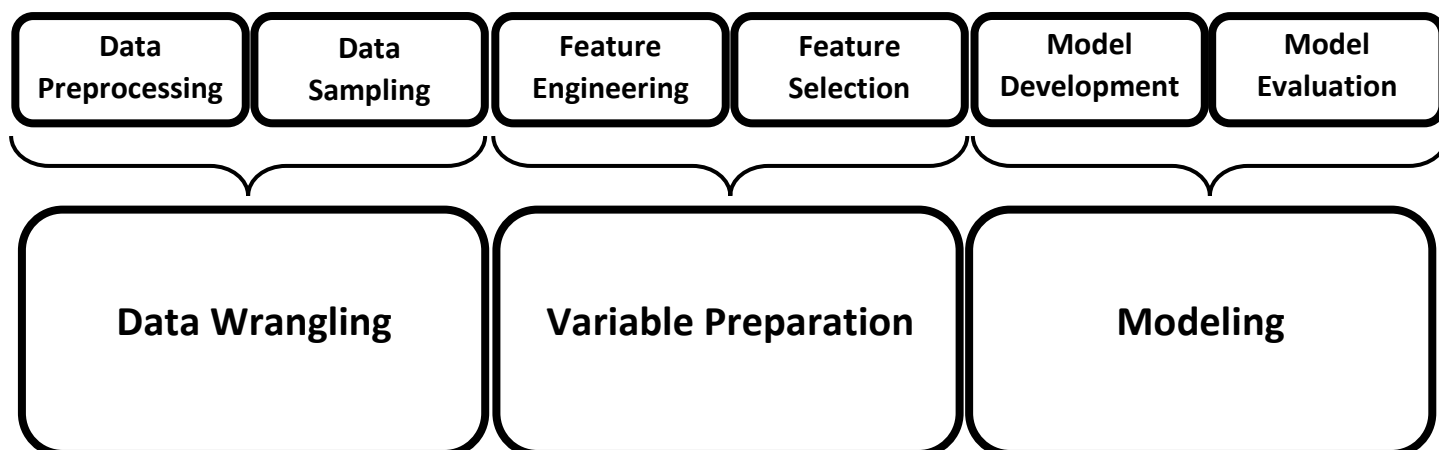 Data
Preprocessing
Data
Sampling
Feature
Engineering
Feature
Selection
Model
Development
Model
Evaluation
Data Wrangling
Variable Preparation
Modeling